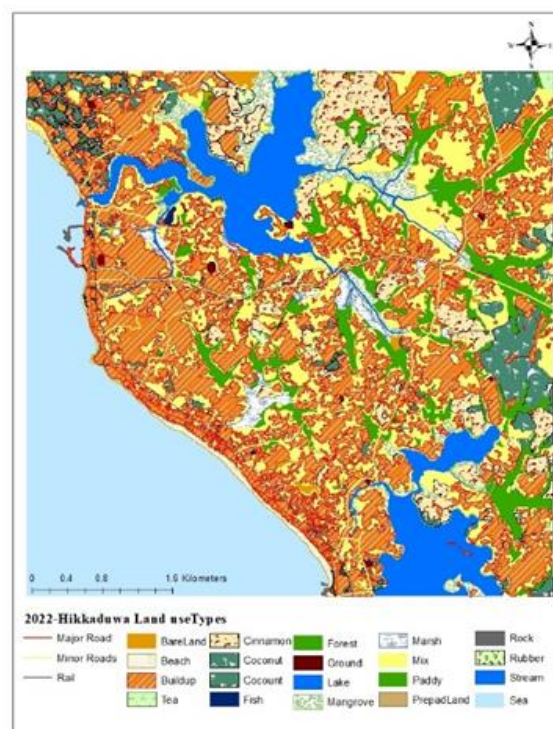 N
W E
S
0 0.4 0.8 1.6 Kilometers
2022-Hikkaduwa Land useTypes
Major Road
Minor Roads
Rail
BareLand
Beach
Buildup
Tea
Cinnamon
Coconut
Cocount
Fish
Forest
Ground
Lake
Mangrove
Marsh
Mix
Paddy
PrepadLand
Rock
Rubber
Stream
Sea